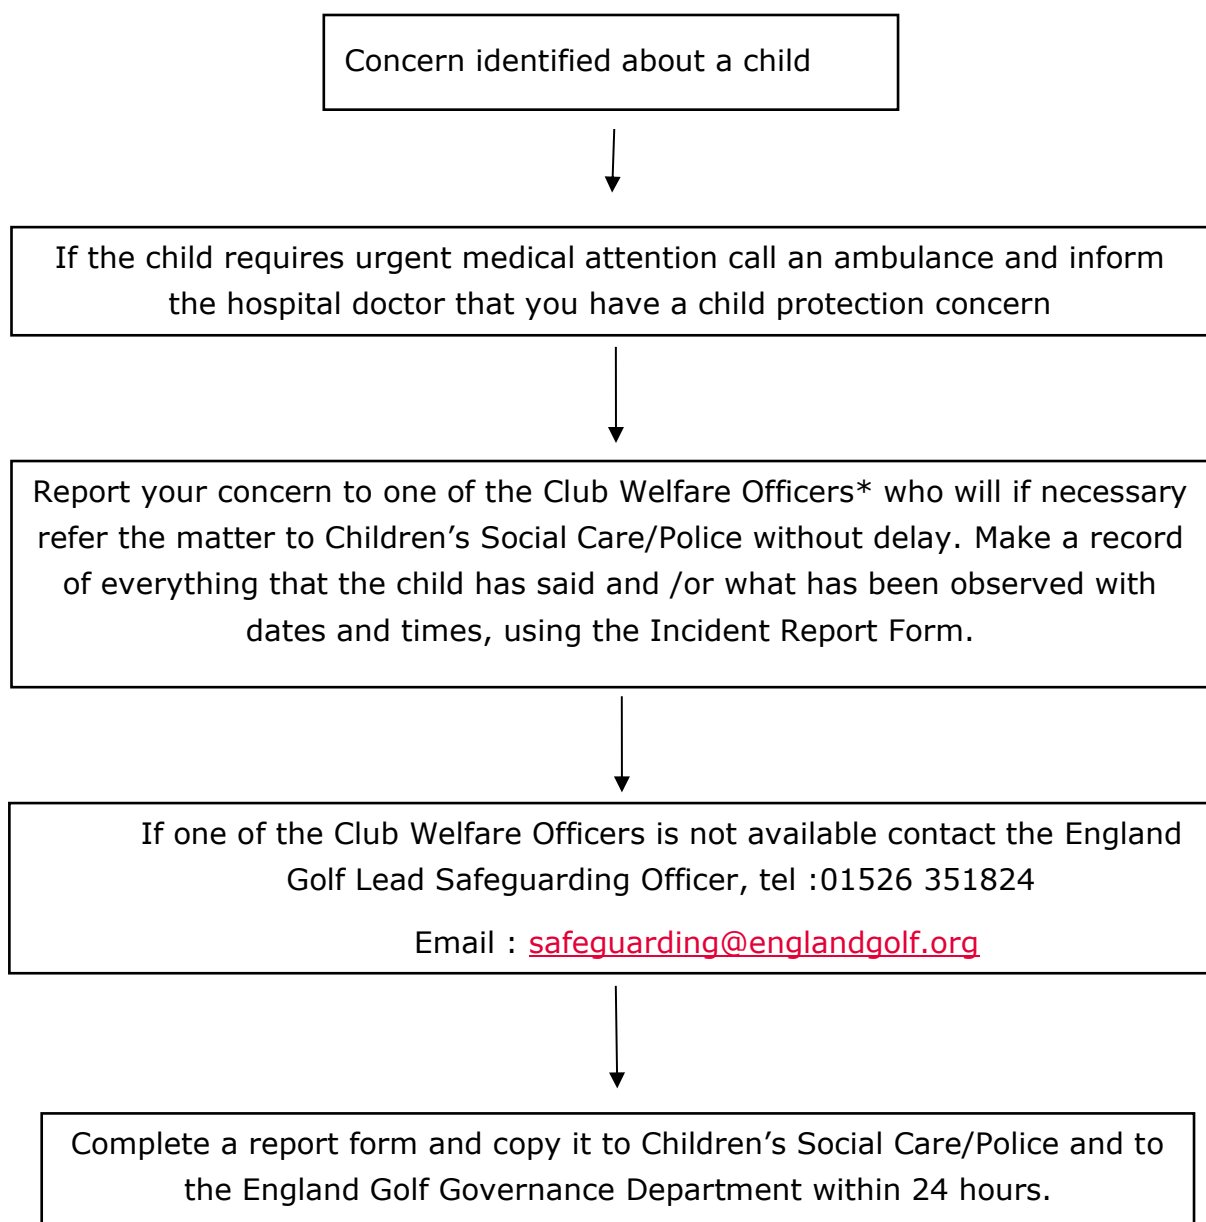 Concern identified about a child
If the child requires urgent medical attention call an ambulance and inform
the hospital doctor that you have a child protection concern
Report your concern to one of the Club Welfare Officers* who will if necessary
refer the matter to Children’s Social Care/Police without delay. Make a record
of everything that the child has said and /or what has been observed with
dates and times, using the Incident Report Form.
If one of the Club Welfare Officers is not available contact the England
Golf Lead Safeguarding Officer, tel :01526 351824
Email : safeguarding@englandgolf.org
Complete a report form and copy it to Children’s Social Care/Police and to
the England Golf Governance Department within 24 hours.